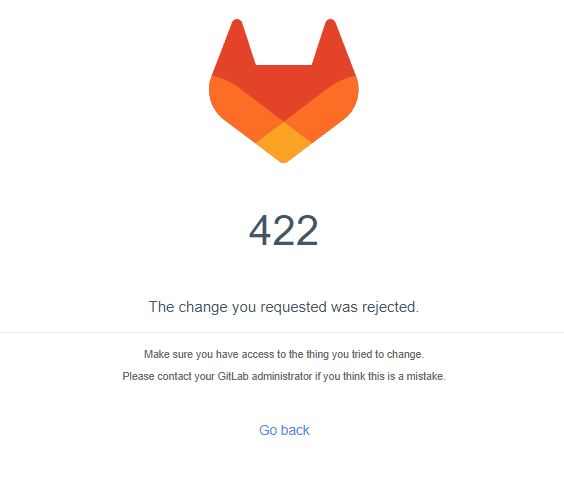 422
The change you requested was rejected.
Make sure you have access to the thing you tried to change.
Please contact your GitLab administrator if you think this is a mistake.
Go back